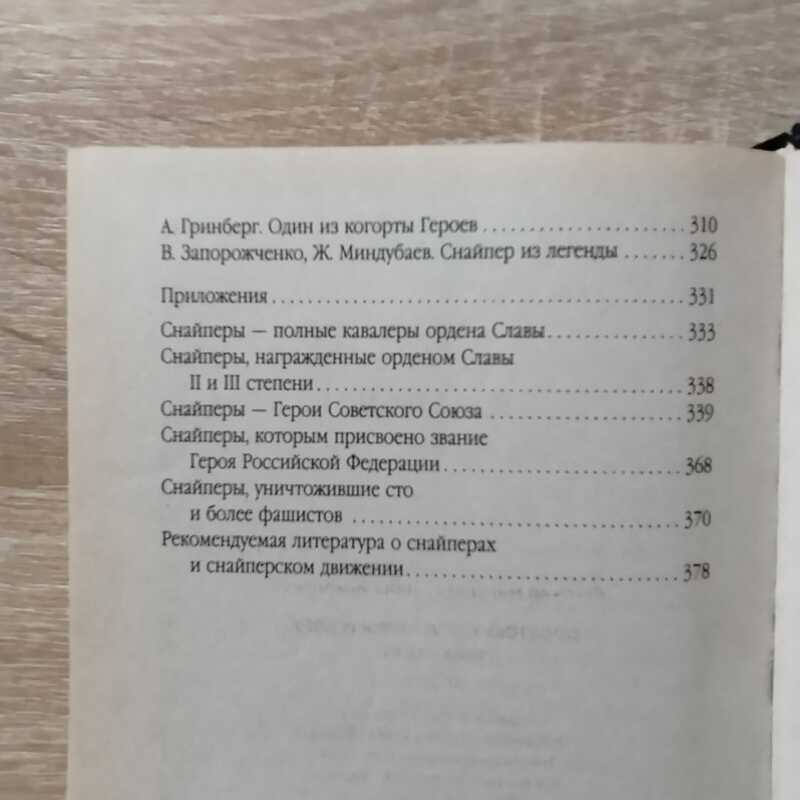 А. Гринберг. Один из когорты Героев 310
В. Запорожченко, Ж. Миндубаев. Снайпер из легенды 326
Приложения 331
Снайперы — полные кавалеры ордена Славы 333
Снайперы, награжденные орденом Славы
II и III степени 338
Снайперы — Герои Советского Союза 339
Снайперы, которым присвоено звание
Героя Российской Федерации 368
Снайперы, уничтожившие сто
и более фашистов 370
Рекомендуемая литература о снайперах
и снайперском движении 378